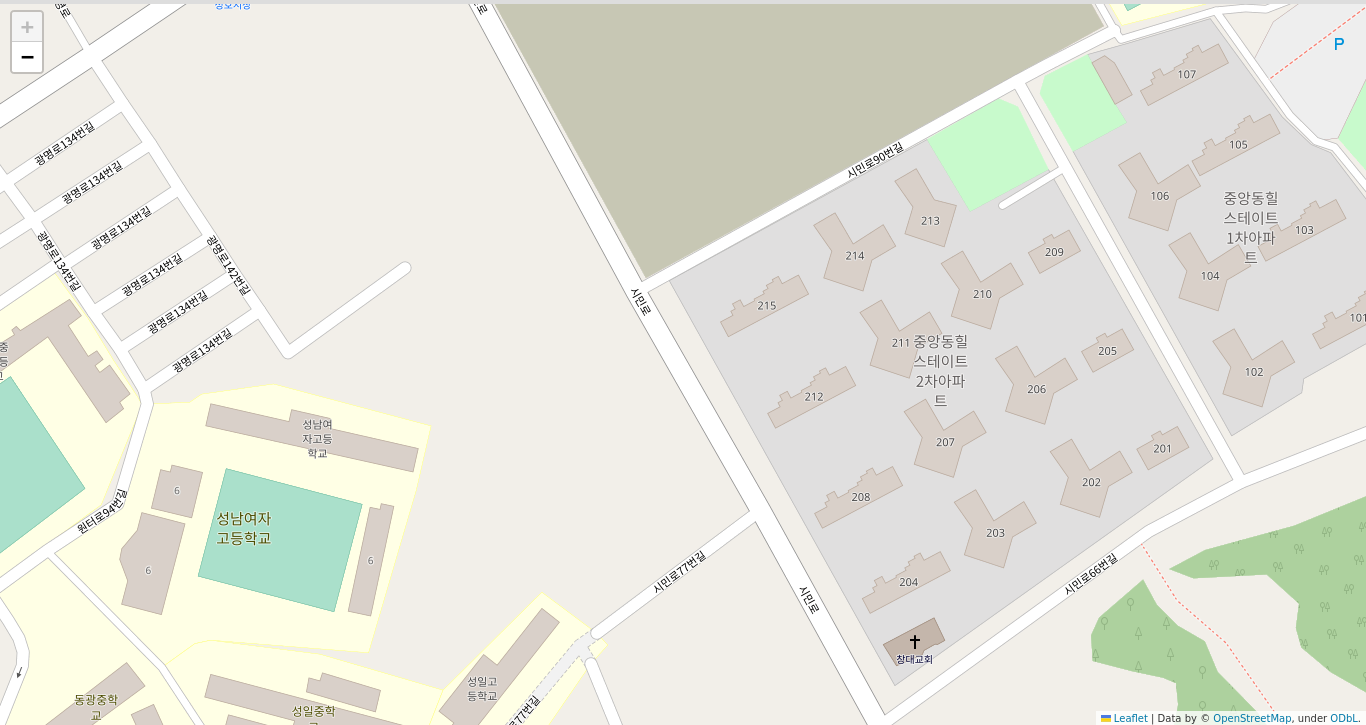 상호시장
+
−
P
107
광명로134번길
광명로134번길
광명로134번길
광명로134번길
광명로134번길
광명로134번길
광명로134번길
광명로142번길
시민로90번길
시민로
시민로
105
106
중앙동힐
스테이트
1차아파
트
103
104
101
102
213
214
209
210
215
211
중앙동힐
스테이트
2차아파
트
205
206
212
207
201
202
208
203
204
창대교회
성남여
자고등
학교
6
성남여자
고등학교
6
6
원터로94번길
시민로77번길
시민로66번길
성일고
등학교
동광중학
교
성일중학
Leaflet | Data by © OpenStreetMap, under ODbL.